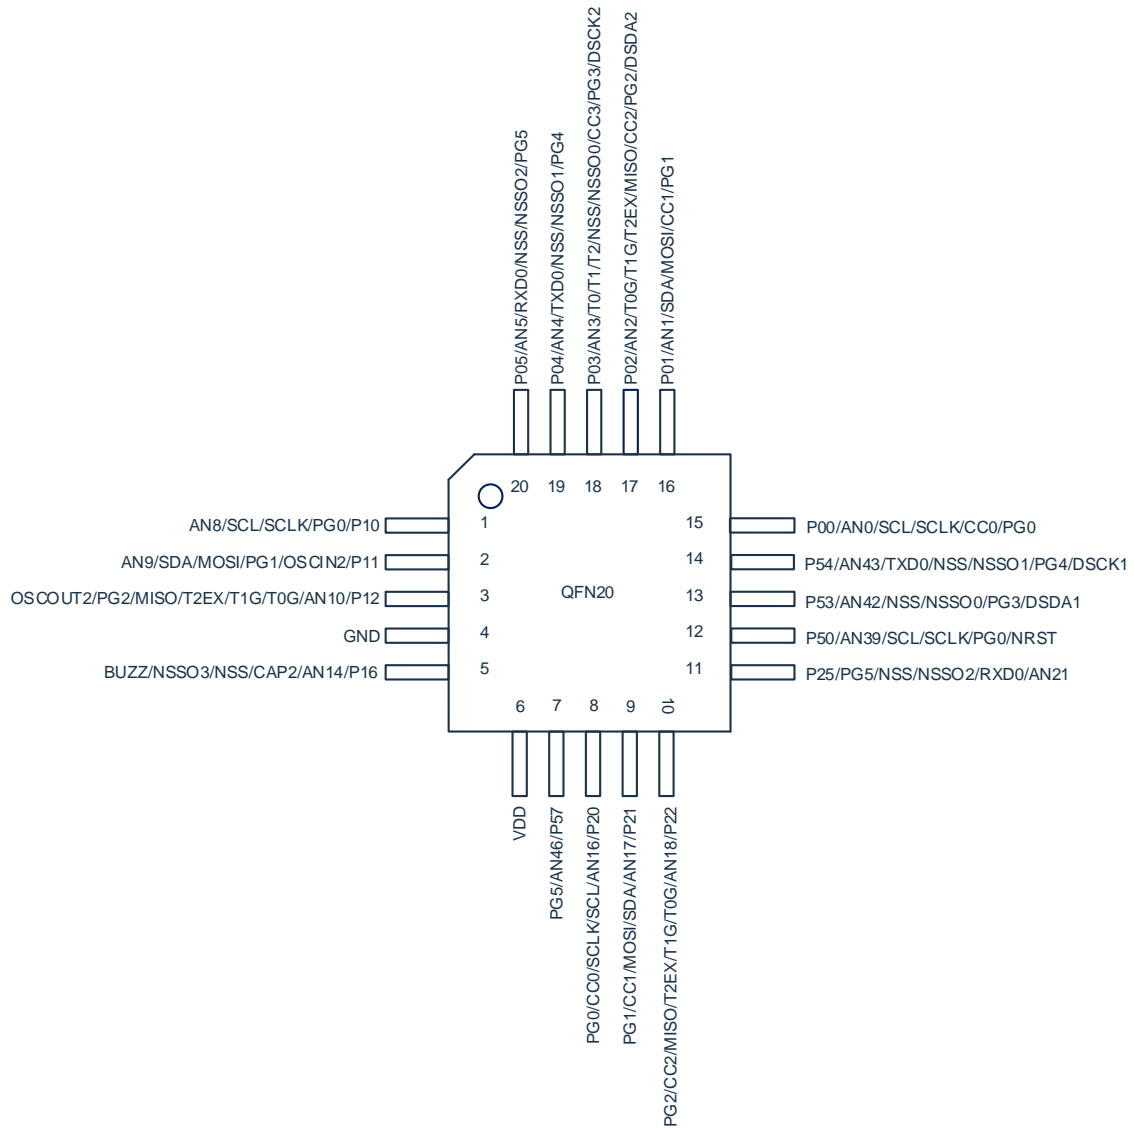 P05/AN5/RXD0/NSS/NSSO2/PG5
P04/AN4/TXD0/NSS/NSSO1/PG4
P03/AN3/T0/T1/T2/NSS/NSSO0/CC3/PG3/DSCK2
P02/AN2/T0G/T1G/T2EX/MISO/CC2/PG2/DSDA2
P01/AN1/SDA/MOSI/CC1/PG1
20 19 18 17 16
AN8/SCL/SCLK/PG0/P10 1
15 P00/AN0/SCL/SCLK/CC0/PG0
AN9/SDA/MOSI/PG1/OSCIN2/P11 2
14 P54/AN43/TXD0/NSS/NSSO1/PG4/DSCK1
OSCOUT2/PG2/MISO/T2EX/T1G/T0G/AN10/P12 3
QFN20
13 P53/AN42/NSS/NSSO0/PG3/DSDA1
GND 4
12 P50/AN39/SCL/SCLK/PG0/NRST
BUZZ/NSSO3/NSS/CAP2/AN14/P16 5
11 P25/PG5/NSS/NSSO2/RXD0/AN21
6 7 8 9 10
VDD
PG5/AN46/P57
PG0/CC0/SCLK/SCL/AN16/P20
PG1/CC1/MOSI/SDA/AN17/P21
PG2/CC2/MISO/T2EX/T1G/T0G/AN18/P22